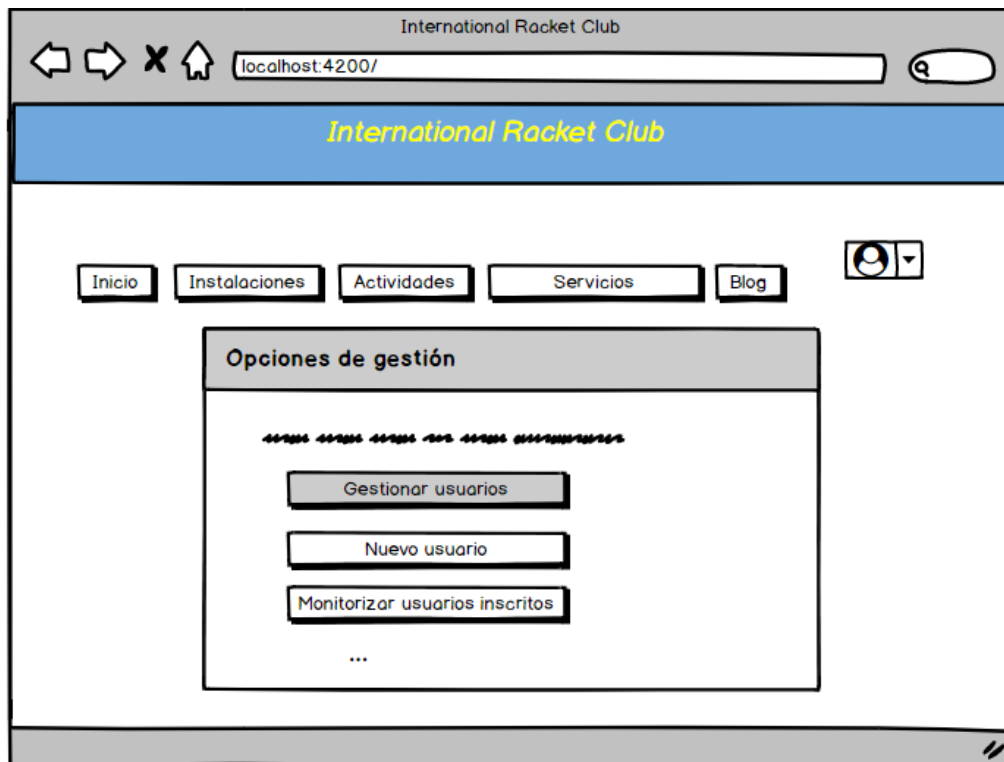 International Racket Club
localhost:4200/
International Racket Club
Inicio Instalaciones Actividades Servicios Blog
Opciones de gestión
Gestionar usuarios
Nuevo usuario
Monitorizar usuarios inscritos
...